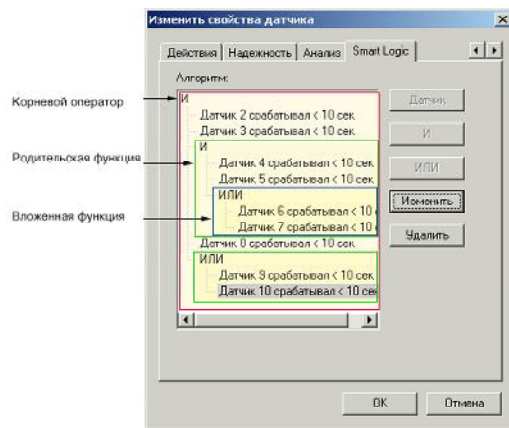 Изменить свойства датчика
Действия Надежность Анализ Smart Logic
Алгоритм:
Корневой оператор
И
Датчик
Датчик 2 срабатывал < 10 сек
Датчик 3 срабатывал < 10 сек
И
И
Родительская функция
Датчик 4 срабатывал < 10 сек
Датчик 5 срабатывал < 10 сек
ИЛИ
ИЛИ
Изменить
Вложенная функция
Датчик 6 срабатывал < 10 с
Датчик 7 срабатывал < 10 с
Удалить
Датчик 8 срабатывал < 10 сек
ИЛИ
Датчик 9 срабатывал < 10 сек
Датчик 10 срабатывал < 10 сек
OK Отмена